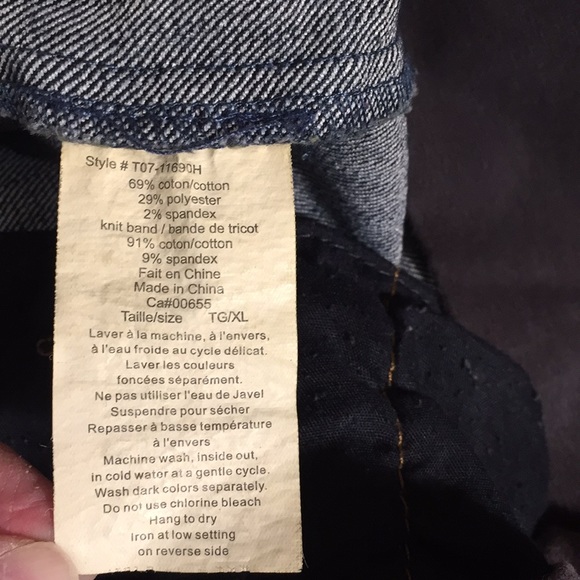 Style # T07-11690H
69% coton/cotton
29% polyester
2% spandex
knit band / bande de tricot
91% coton/cotton
9% spandex
Fait en Chine
Made in China
Ca#00655
Taille/size TG/XL
Laver à la machine, à l'envers,
à l'eau froide au cycle délicat.
Laver les couleurs
foncées séparément.
Ne pas utiliser l'eau de Javel
Suspendre pour sécher
Repasser à basse température
à l'envers
Machine wash, inside out,
in cold water at a gentle cycle.
Wash dark colors separately.
Do not use chlorine bleach
Hang to dry
Iron at low setting
on reverse side